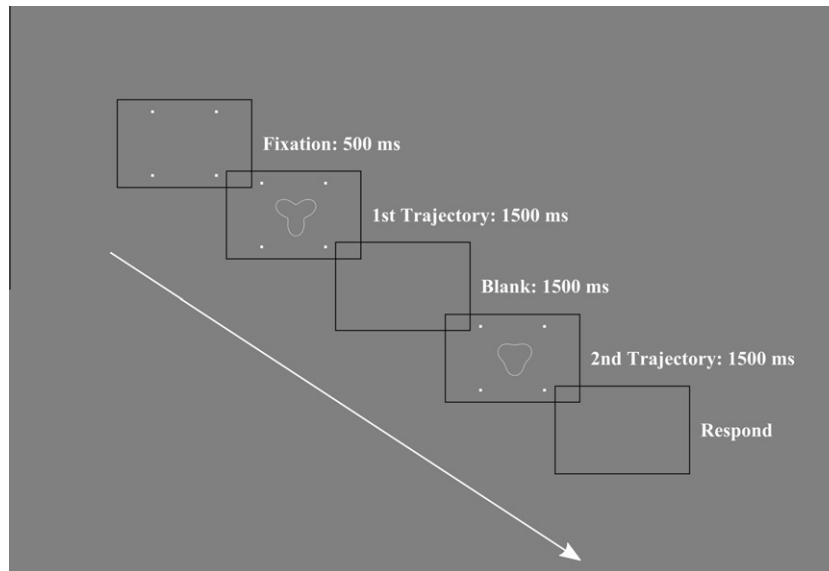 Fixation: 500 ms
1st Trajectory: 1500 ms
Blank: 1500 ms
2nd Trajectory: 1500 ms
Respond